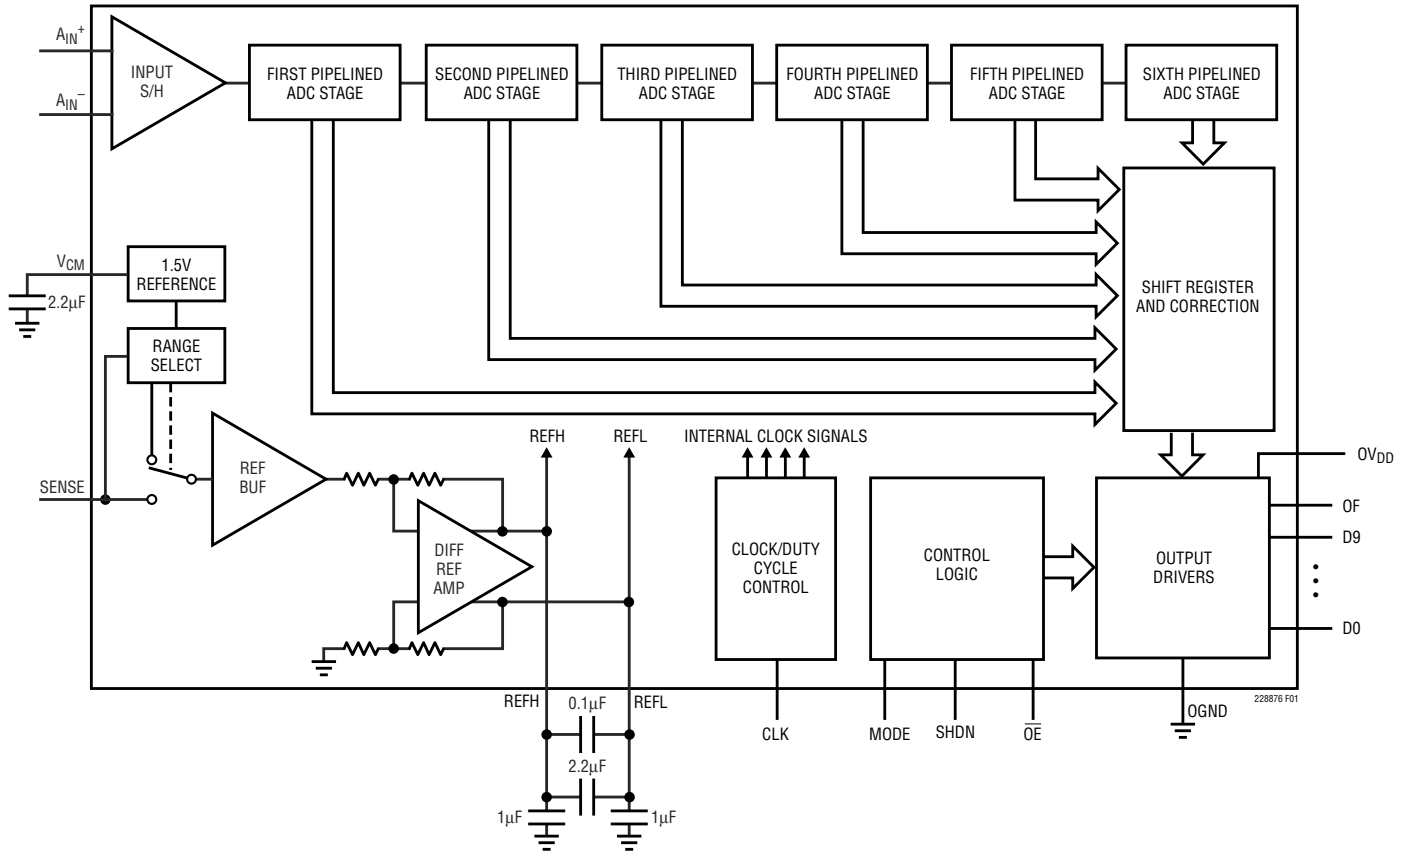 AIN+
AIN−
INPUT
S/H
FIRST PIPELINED
ADC STAGE
SECOND PIPELINED
ADC STAGE
THIRD PIPELINED
ADC STAGE
FOURTH PIPELINED
ADC STAGE
FIFTH PIPELINED
ADC STAGE
SIXTH PIPELINED
ADC STAGE
VCM
2.2µF
1.5V
REFERENCE
RANGE
SELECT
SHIFT REGISTER
AND CORRECTION
SENSE
REF
BUF
DIFF
REF
AMP
REFH
REFL
INTERNAL CLOCK SIGNALS
CLOCK/DUTY
CYCLE
CONTROL
CONTROL
LOGIC
OUTPUT
DRIVERS
OVDD
OF
D9
D0
REFH
0.1µF
REFL
2.2µF
1µF
1µF
CLK
MODE
SHDN
O̅E̅
OGND
228876 F01